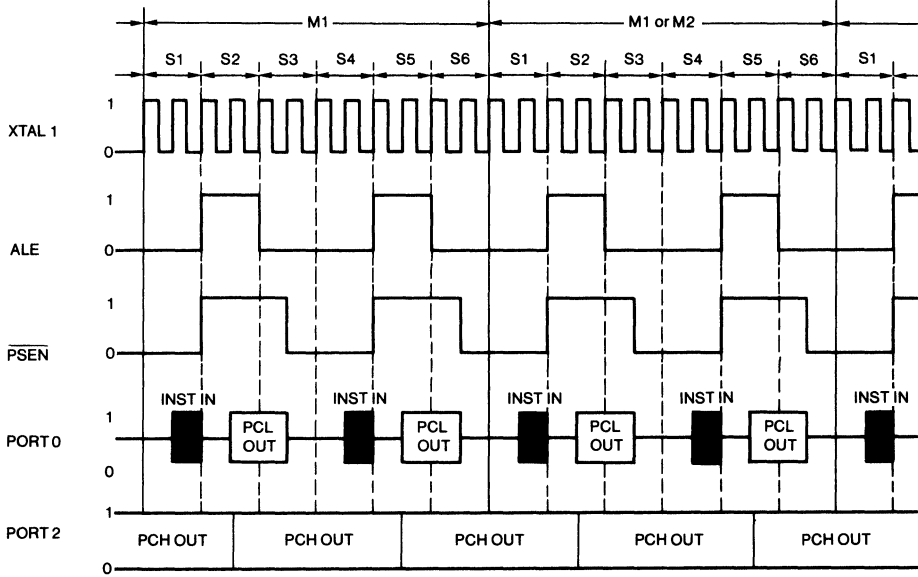 M1 M1 or M2
S1 S2 S3 S4 S5 S6 S1 S2 S3 S4 S5 S6 S1
1
XTAL 1
0
1
ALE
0
1
PSEN
0
INST IN INST IN INST IN INST IN INST IN
1
PCL OUT PCL OUT PCL OUT PCL OUT
PORT 0
0
1
PORT 2
PCH OUT PCH OUT PCH OUT PCH OUT PCH OUT
0